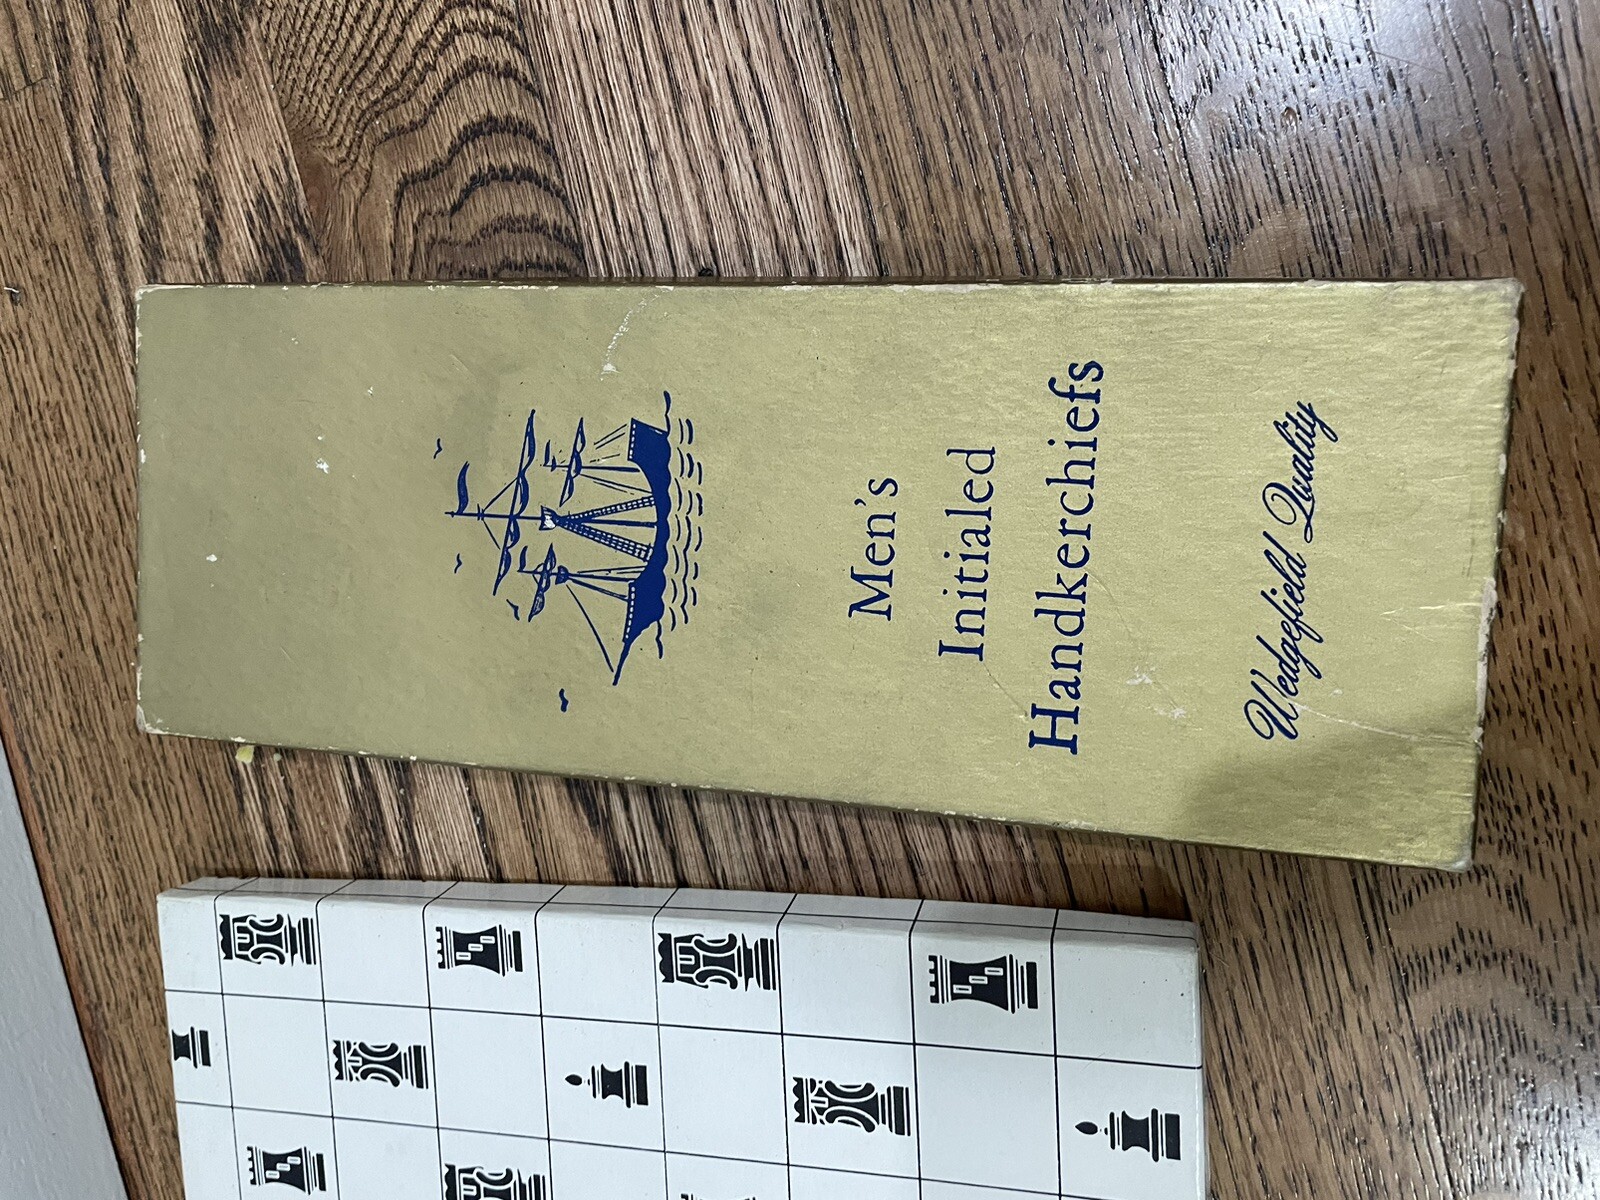 Men's
Initialed
Handkerchiefs
Wedgefield Quality